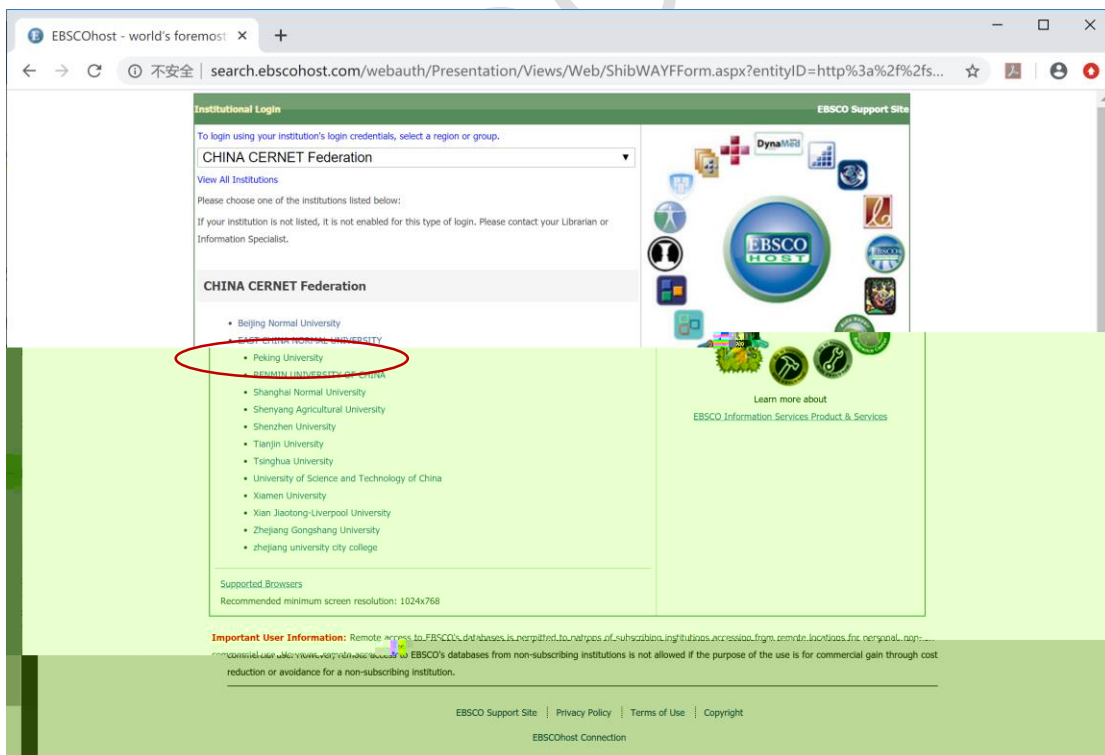 EBSCOhost - world's foremost
不安全 search.ebscohost.com/webauth/Presentation/Views/Web/ShibWAYFForm.aspx?entityID=http%3a%2f%2fs...
Institutional Login
EBSCO Support Site
To login using your institution's login credentials, select a region or group.
CHINA CERNET Federation
View All Institutions
Please choose one of the institutions listed below:
If your institution is not listed, it is not enabled for this type of login. Please contact your Librarian or
Information Specialist.
CHINA CERNET Federation
• Beijing Normal University
• EAST CHINA NORMAL UNIVERSITY
• Peking University
• RENMIN UNIVERSITY OF CHINA
• Shanghai Normal University
• Shenyang Agricultural University
• Shenzhen University
• Tianjin University
• Tsinghua University
• University of Science and Technology of China
• Xiamen University
• Xian Jiaotong-Liverpool University
• Zhejiang Gongshang University
• zhejiang university city college
DynaMed
EBSCO
HOST
Learn more about
EBSCO Information Services Product & Services
Supported Browsers
Recommended minimum screen resolution: 1024x768
Important User Information: Remote access to EBSCO's databases is permitted to patrons of subscribing institutions accessing from remote locations for personal, non-
to EBSCO's databases from non-subscribing institutions is not allowed if the purpose of the use is for commercial gain through cost
reduction or avoidance for a non-subscribing institution.
EBSCO Support Site Privacy Policy Terms of Use Copyright
EBSCOhost Connection